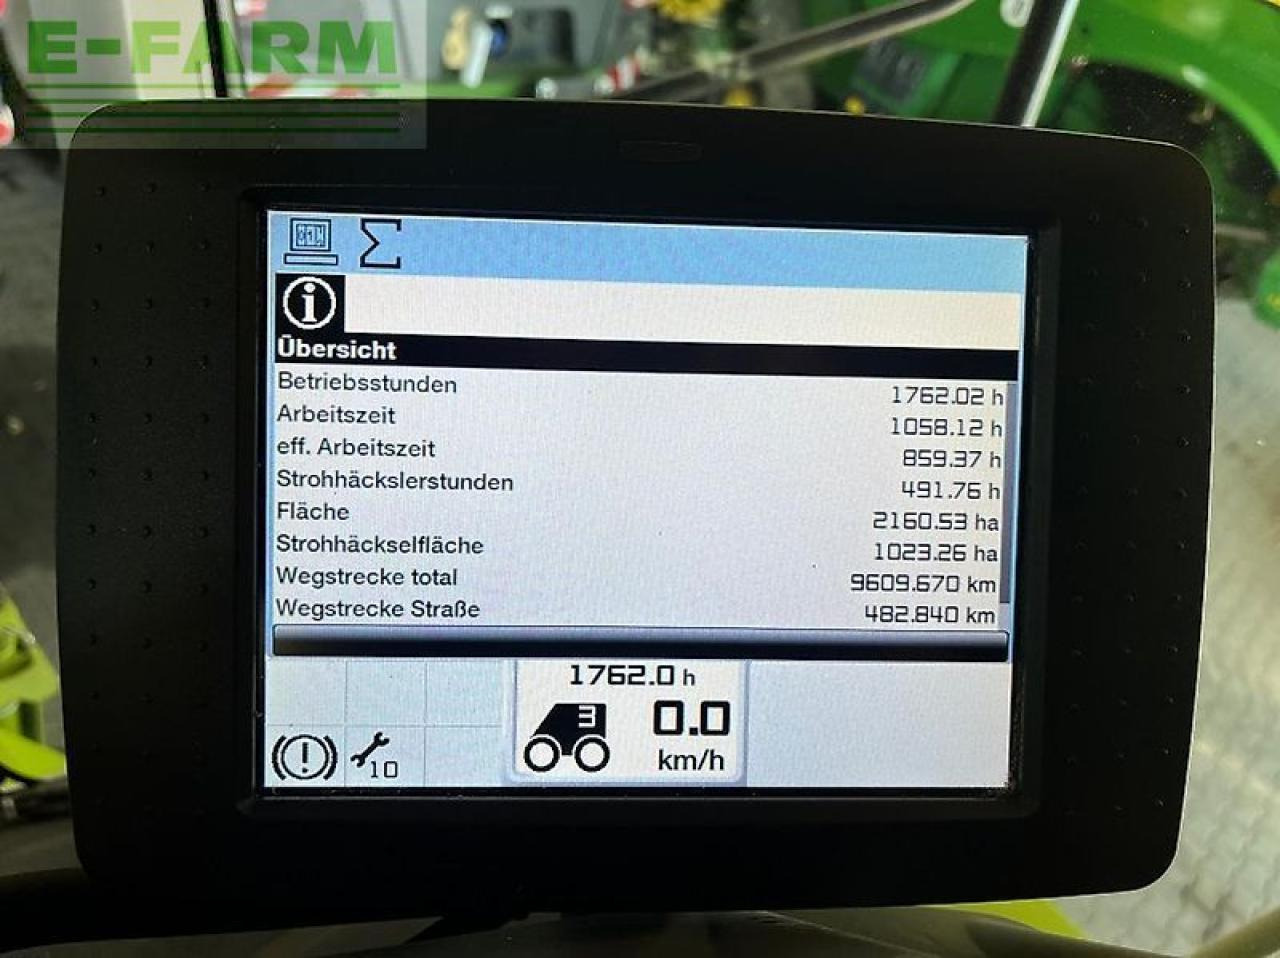 E-FARM
Übersicht
Betriebsstunden 1762.02 h
Arbeitszeit 1058.12 h
eff. Arbeitszeit 859.37 h
Strohhäckslerstunden 491.76 h
Fläche 2160.53 ha
Strohhäckselfläche 1023.26 ha
Wegstrecke total 9609.670 km
Wegstrecke Straße 482.840 km
1762.0 h
3
0.0
km/h
10